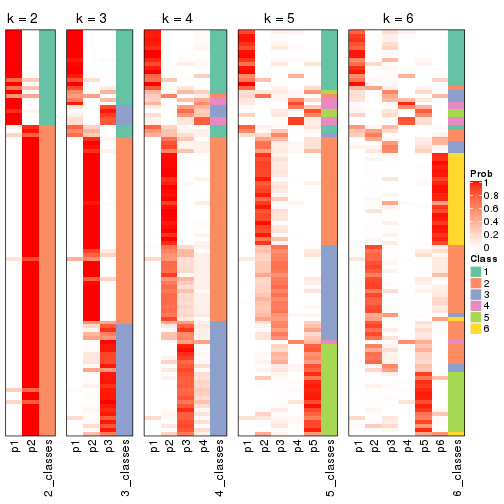 k = 2
k = 3
k = 4
k = 5
k = 6
Prob
1
0.8
0.6
0.4
0.2
0
Class
1
2
3
4
5
6
p1
p2
2_classes
p1
p2
p3
3_classes
p1
p2
p3
p4
4_classes
p1
p2
p3
p4
p5
5_classes
p1
p2
p3
p4
p5
p6
6_classes